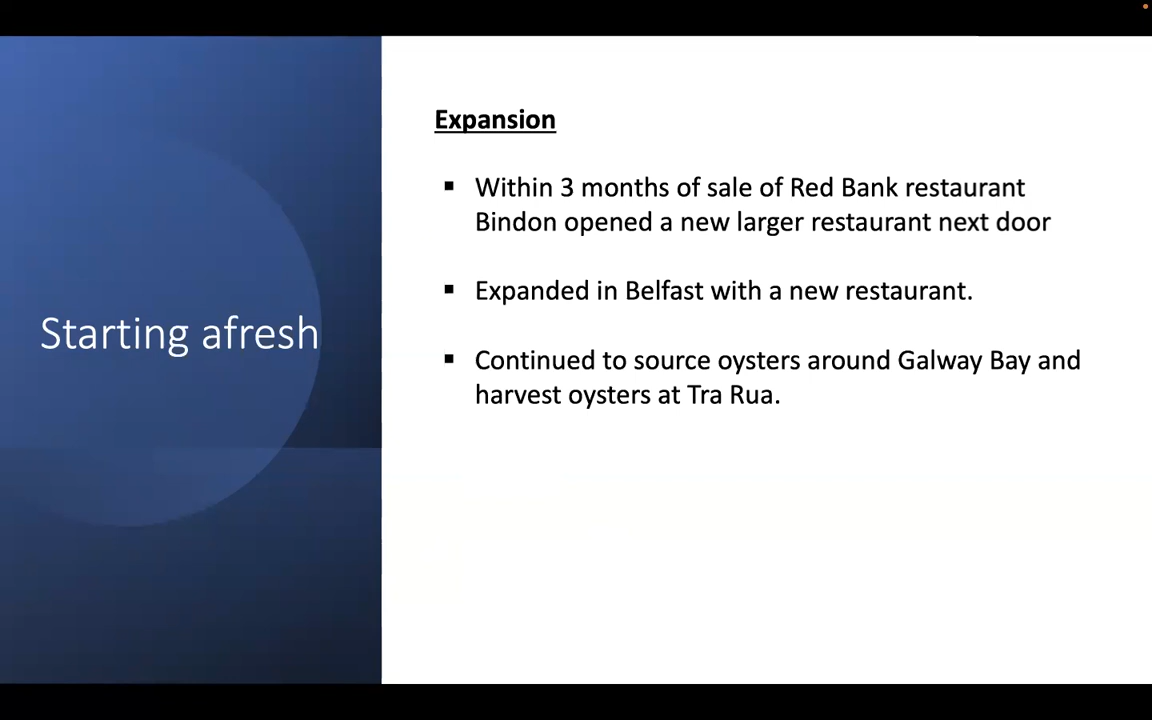 Starting afresh
Expansion
▪ Within 3 months of sale of Red Bank restaurant
Bindon opened a new larger restaurant next door
▪ Expanded in Belfast with a new restaurant.
▪ Continued to source oysters around Galway Bay and
harvest oysters at Tra Rua.